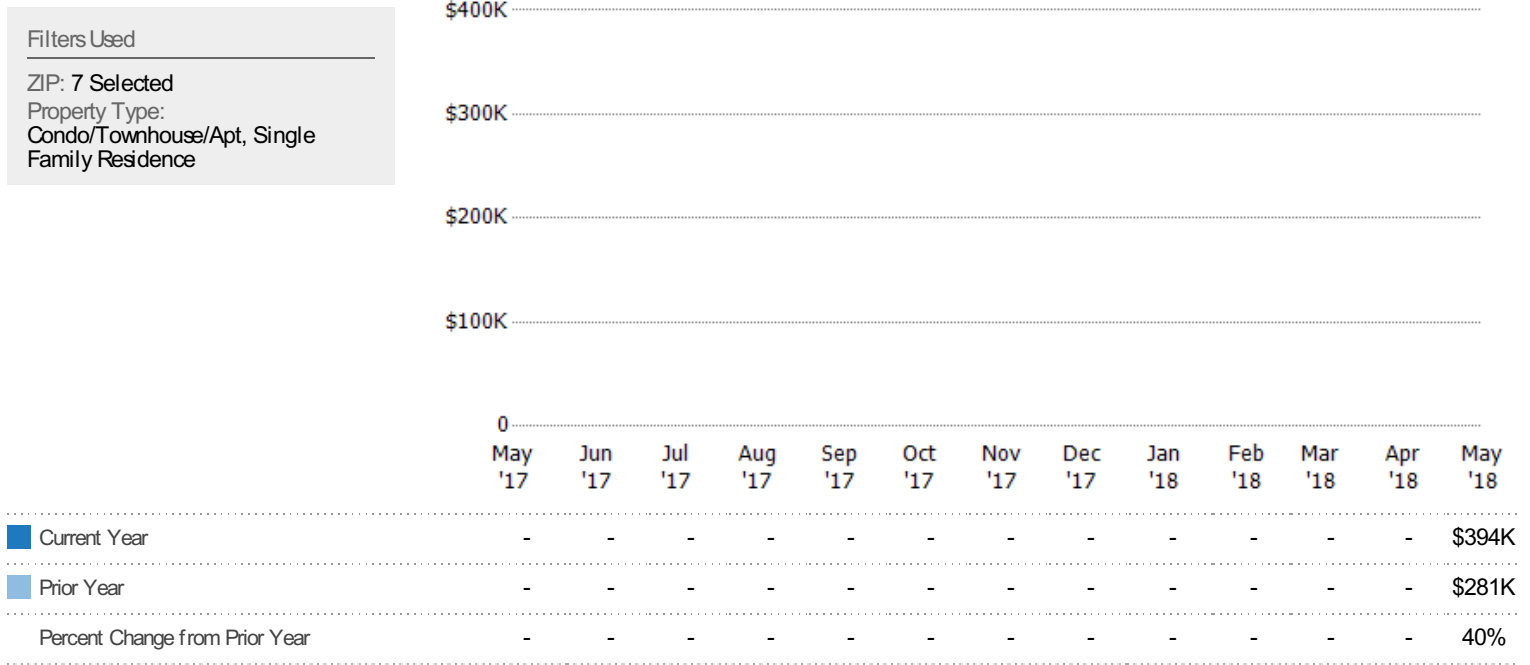 Filters Used
ZIP: 7 Selected
Property Type:
Condo/Townhouse/Apt, Single
Family Residence
$400K
$300K
$200K
$100K
0
May Jun Jul Aug Sep Oct Nov Dec Jan Feb Mar Apr May
'17 '17 '17 '17 '17 '17 '17 '17 '18 '18 '18 '18 '18
Current Year - - - - - - - - - - - - $394K
Prior Year - - - - - - - - - - - - $281K
Percent Change from Prior Year - - - - - - - - - - - - 40%